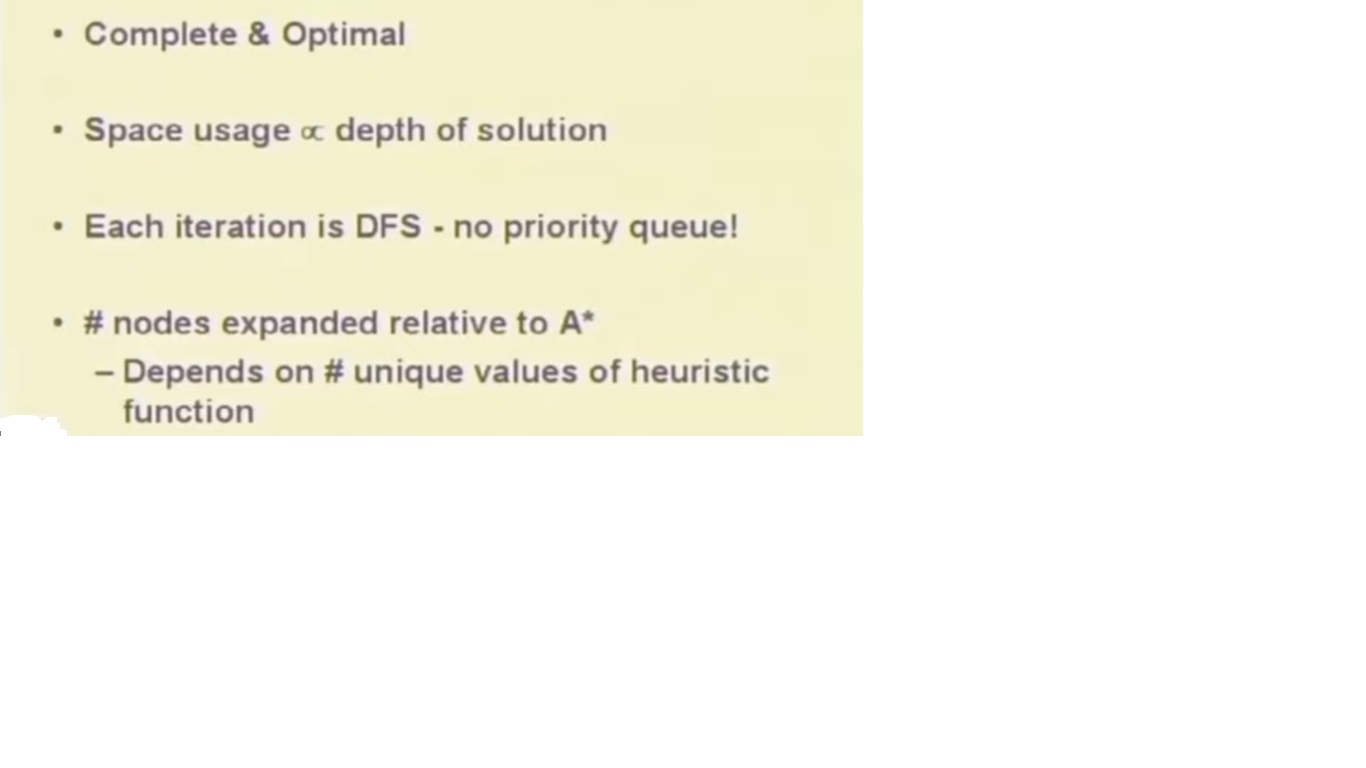 • Complete & Optimal
• Space usage ∝ depth of solution
• Each iteration is DFS - no priority queue!
• # nodes expanded relative to A*
– Depends on # unique values of heuristic
function